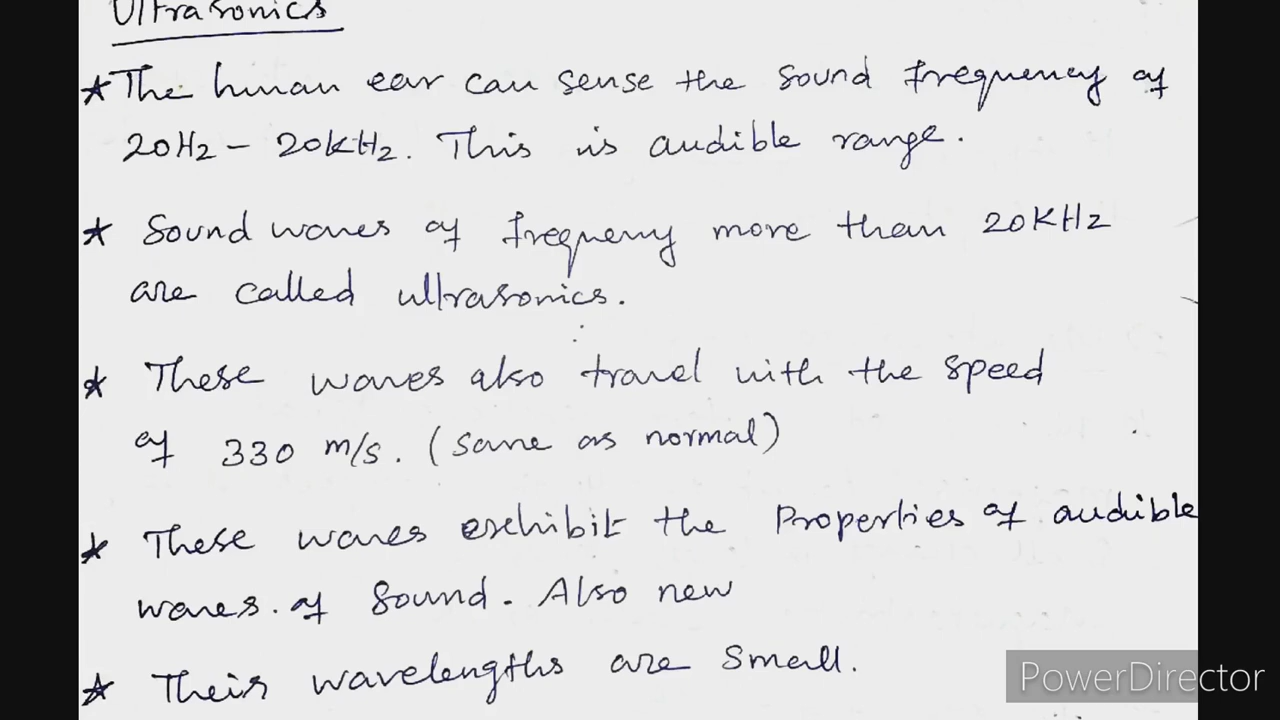 Ultrasonics
★ The human ear can sense the sound frequency of
20Hz - 20kHz. This is audible range.
★ Sound waves of frequency more than 20KHz
are called ultrasonics.
★ These waves also travel with the speed
of 330 m/s. (same as normal)
★ These waves exhibit the Properties of audible
waves. of sound. Also new
★ Their wavelengths are small.
PowerDirector